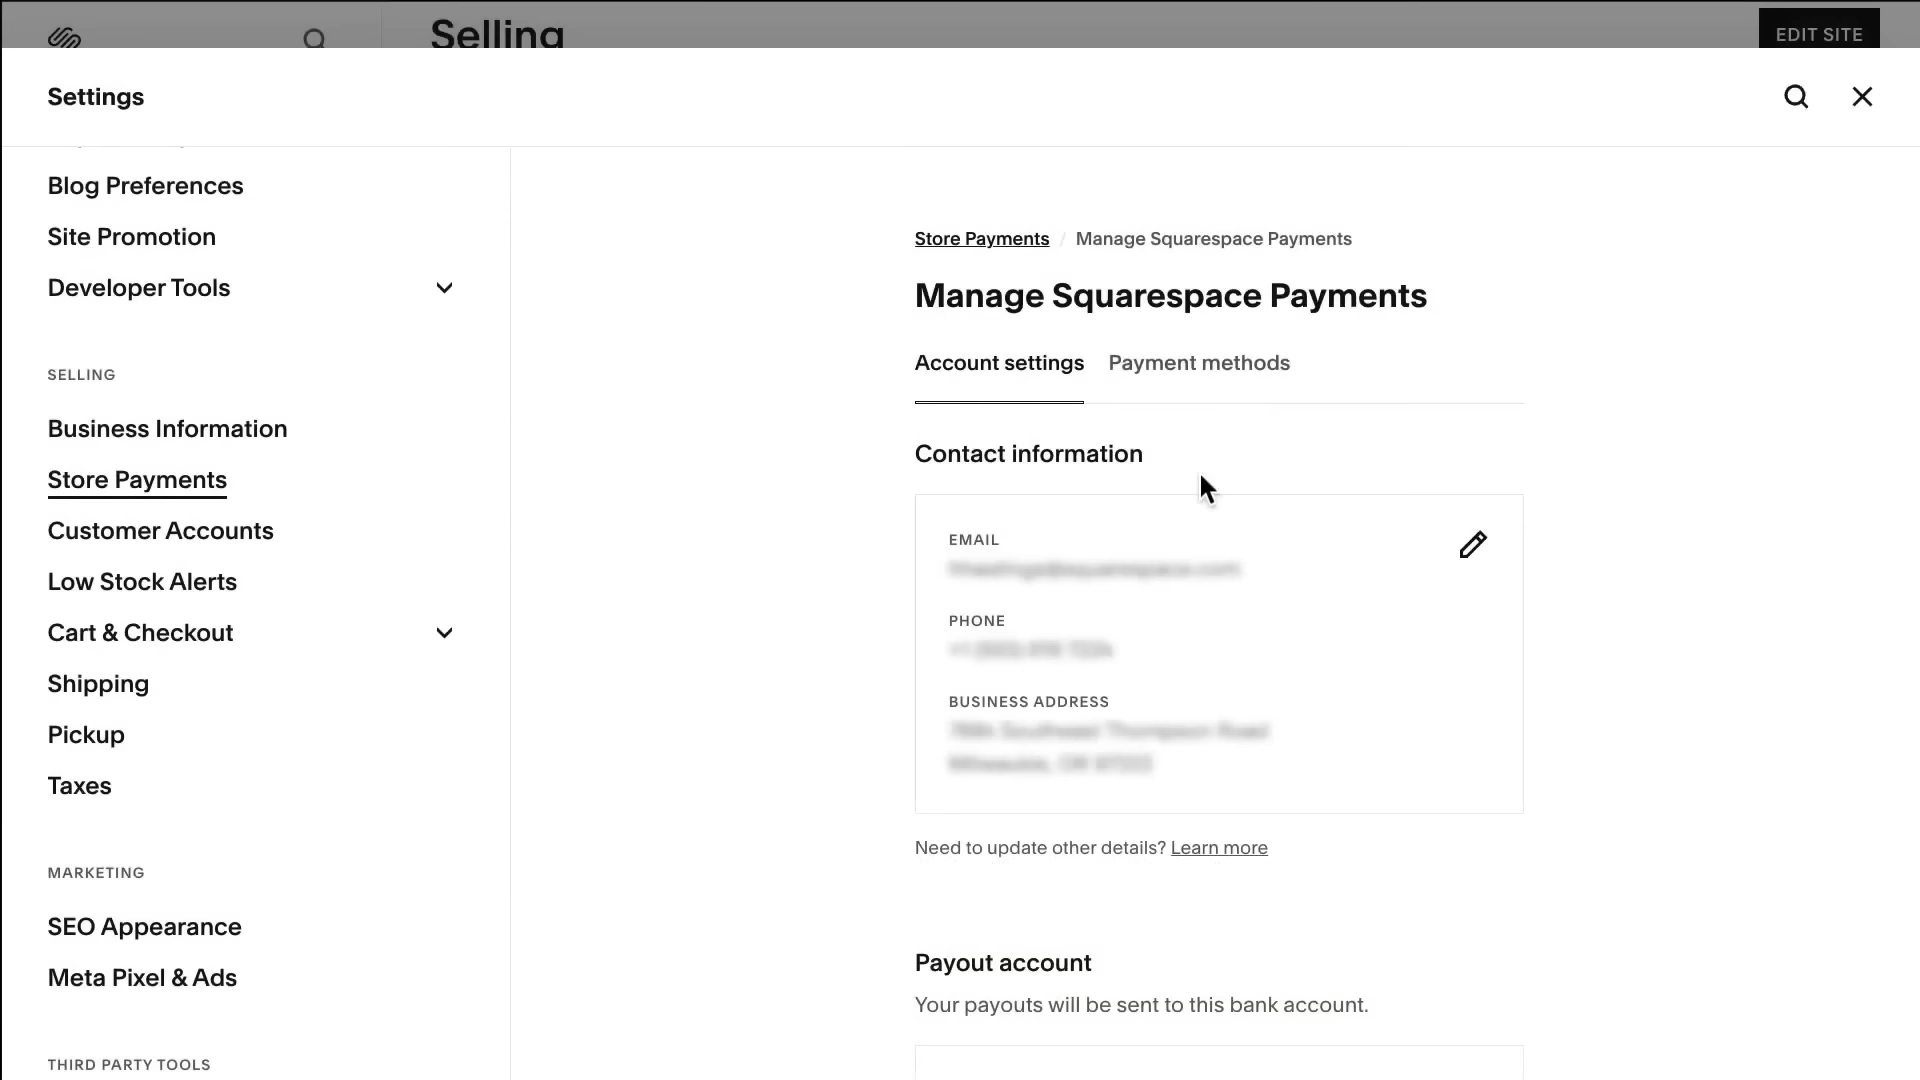 Selling
EDIT SITE
Settings
Blog Preferences
Site Promotion
Developer Tools
SELLING
Business Information
Store Payments
Customer Accounts
Low Stock Alerts
Cart & Checkout
Shipping
Pickup
Taxes
MARKETING
SEO Appearance
Meta Pixel & Ads
THIRD PARTY TOOLS
Store Payments / Manage Squarespace Payments
Manage Squarespace Payments
Account settings Payment methods
Contact information
EMAIL
PHONE
BUSINESS ADDRESS
Need to update other details? Learn more
Payout account
Your payouts will be sent to this bank account.